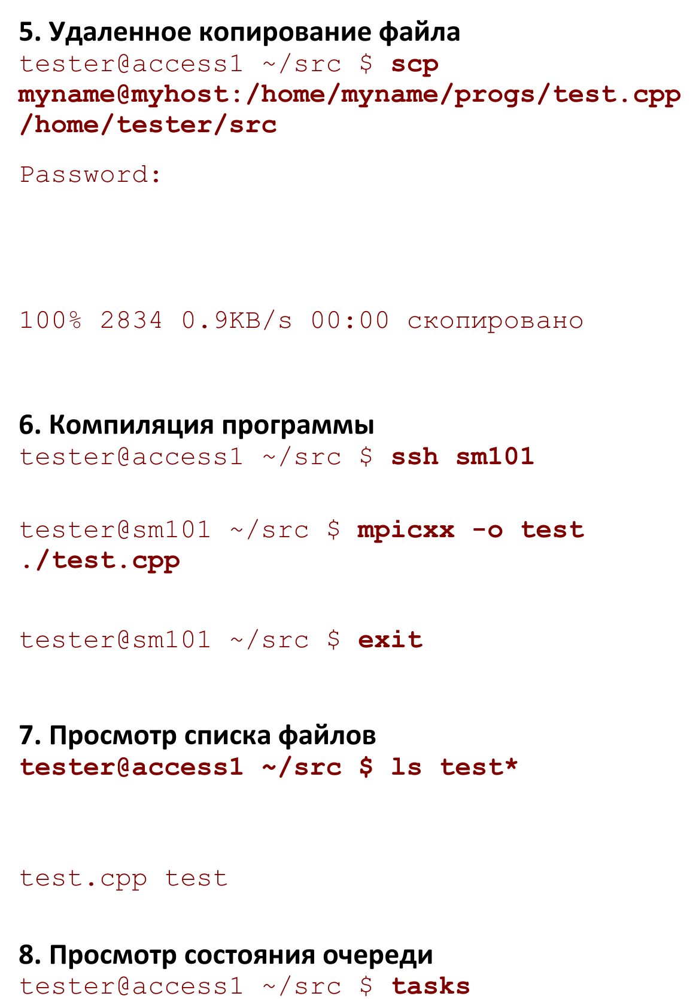 5. Удаленное копирование файла
tester@access1 ~/src $ scp
myname@myhost:/home/myname/progs/test.cpp
/home/tester/src
Password:
100% 2834 0.9KB/s 00:00 скопировано
6. Компиляция программы
tester@access1 ~/src $ ssh sm101
tester@sm101 ~/src $ mpicxx -o test
./test.cpp
tester@sm101 ~/src $ exit
7. Просмотр списка файлов
tester@access1 ~/src $ ls test*
test.cpp test
8. Просмотр состояния очереди
tester@access1 ~/src $ tasks